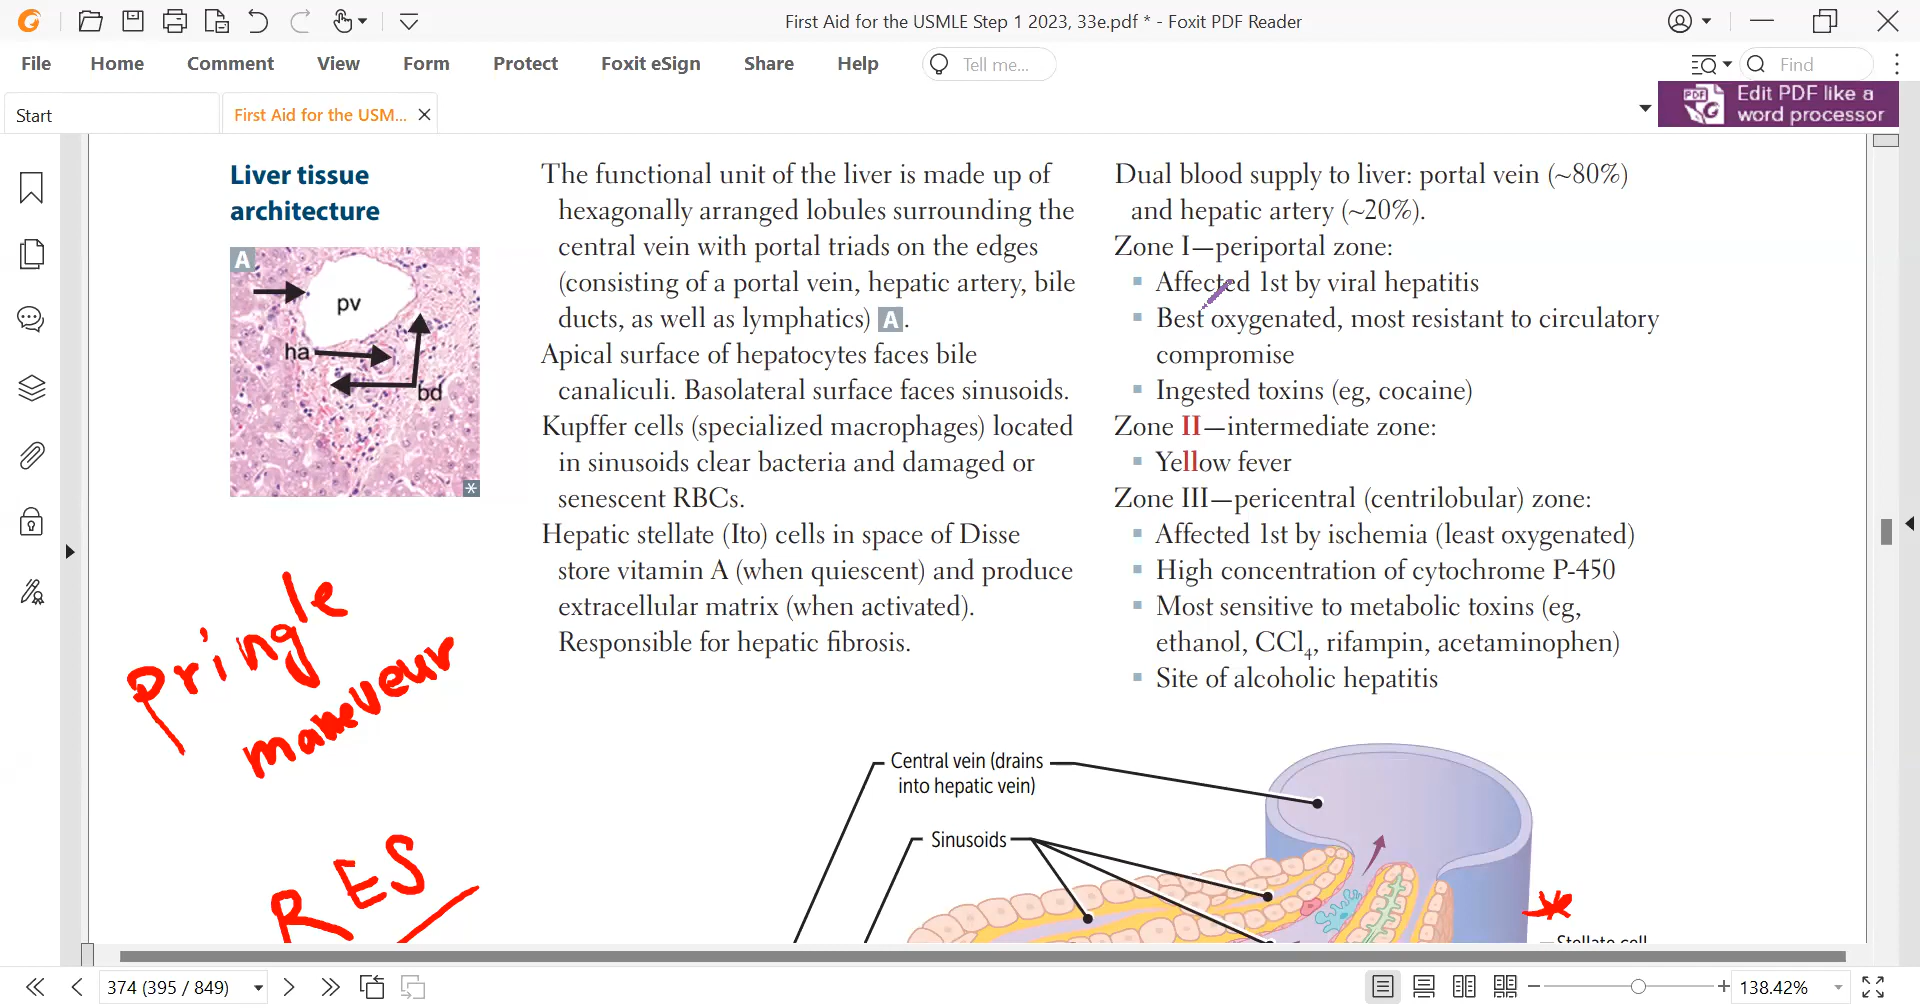 First Aid for the USMLE Step 1 2023, 33e.pdf * - Foxit PDF Reader
File Home Comment View Form Protect Foxit eSign Share Help Tell me... Find
Start
First Aid for the USM...
Edit PDF like a
word processor
Liver tissue
architecture
A
pv
ha
bd
The functional unit of the liver is made up of
hexagonally arranged lobules surrounding the
central vein with portal triads on the edges
(consisting of a portal vein, hepatic artery, bile
ducts, as well as lymphatics) A.
Apical surface of hepatocytes faces bile
canaliculi. Basolateral surface faces sinusoids.
Kupffer cells (specialized macrophages) located
in sinusoids clear bacteria and damaged or
senescent RBCs.
Hepatic stellate (Ito) cells in space of Disse
store vitamin A (when quiescent) and produce
extracellular matrix (when activated).
Responsible for hepatic fibrosis.
Dual blood supply to liver: portal vein (~80%)
and hepatic artery (~20%).
Zone I—periportal zone:
▪ Affected 1st by viral hepatitis
▪ Best oxygenated, most resistant to circulatory
compromise
▪ Ingested toxins (eg, cocaine)
Zone II—intermediate zone:
▪ Yellow fever
Zone III—pericentral (centrilobular) zone:
▪ Affected 1st by ischemia (least oxygenated)
▪ High concentration of cytochrome P-450
▪ Most sensitive to metabolic toxins (eg,
ethanol, CCl4, rifampin, acetaminophen)
▪ Site of alcoholic hepatitis
Pringle
maneveur
RES
Central vein (drains
into hepatic vein)
Sinusoids
Stellate cell
374 (395 / 849)
138.42%